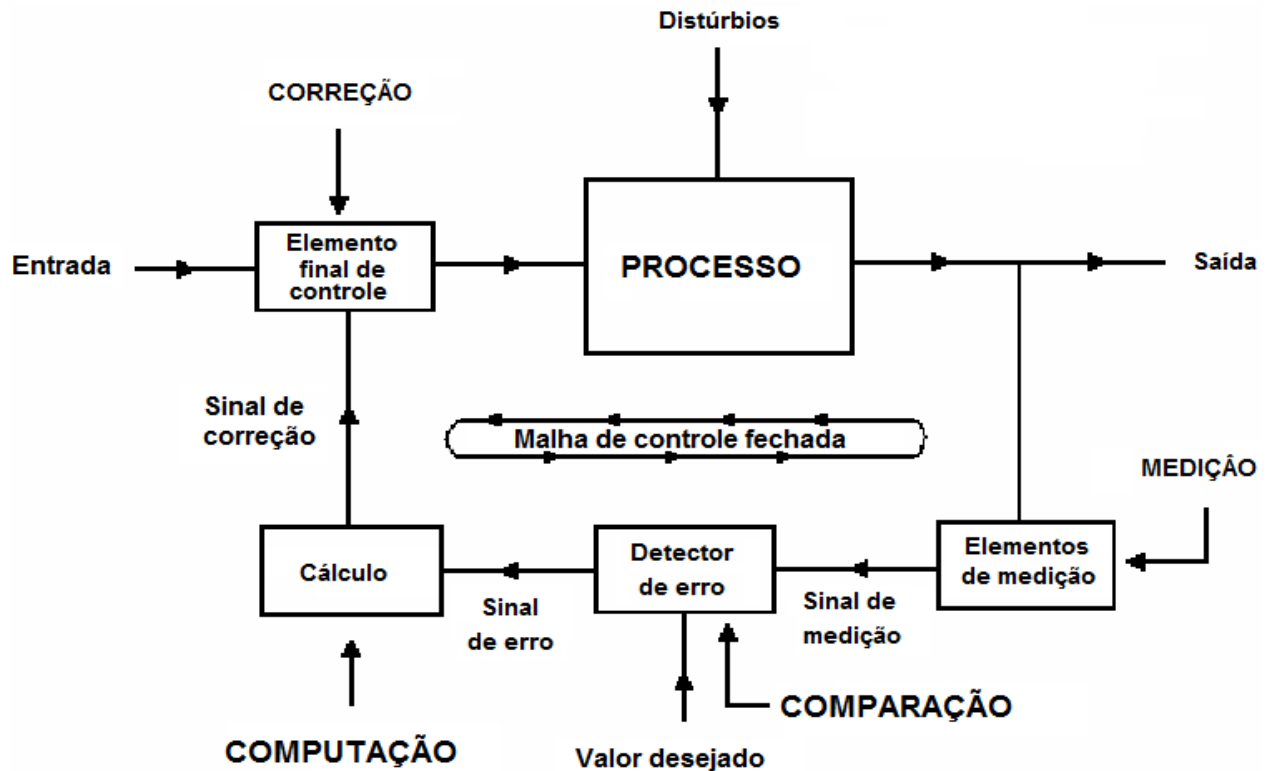 Distúrbios
CORREÇÃO
Entrada
Elemento
final de
controle
PROCESSO
Saída
Sinal de
correção
Malha de controle fechada
MEDIÇÃO
Cálculo
Sinal
de erro
Detector
de erro
Sinal de
medição
Elementos
de medição
COMPUTAÇÃO
Valor desejado
COMPARAÇÃO